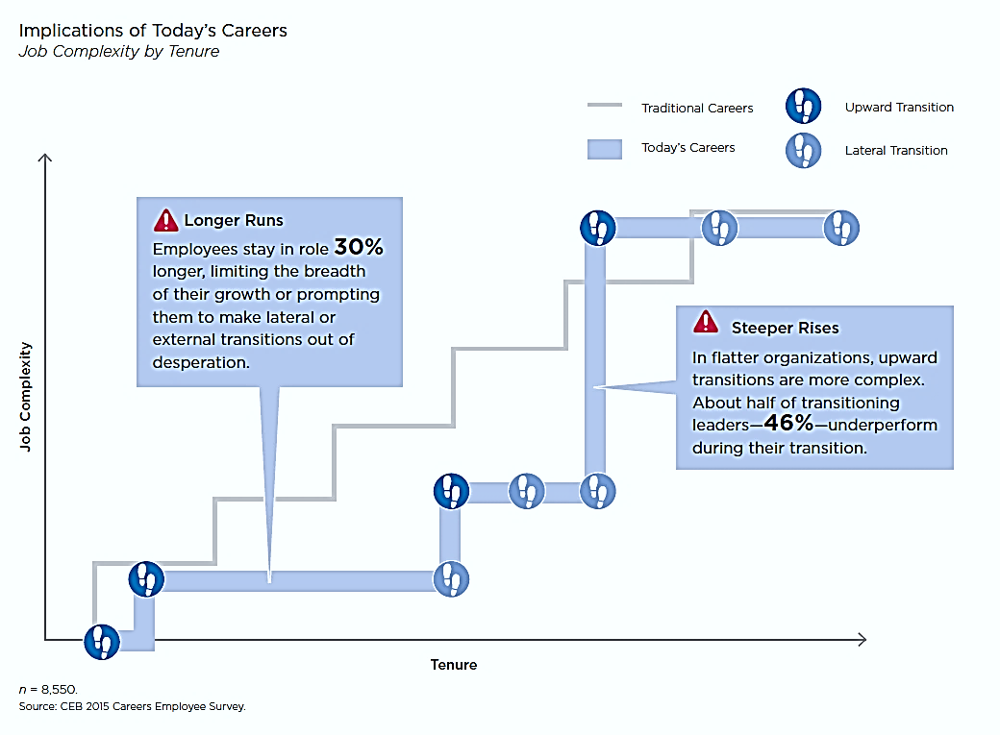 Implications of Today's Careers
Job Complexity by Tenure
Traditional Careers
Upward Transition
Today's Careers
Lateral Transition
Longer Runs
Employees stay in role 30%
longer, limiting the breadth
of their growth or prompting
them to make lateral or
external transitions out of
desperation.
Steeper Rises
In flatter organizations, upward
transitions are more complex.
About half of transitioning
leaders—46%—underperform
during their transition.
Job Complexity
Tenure
n = 8,550.
Source: CEB 2015 Careers Employee Survey.